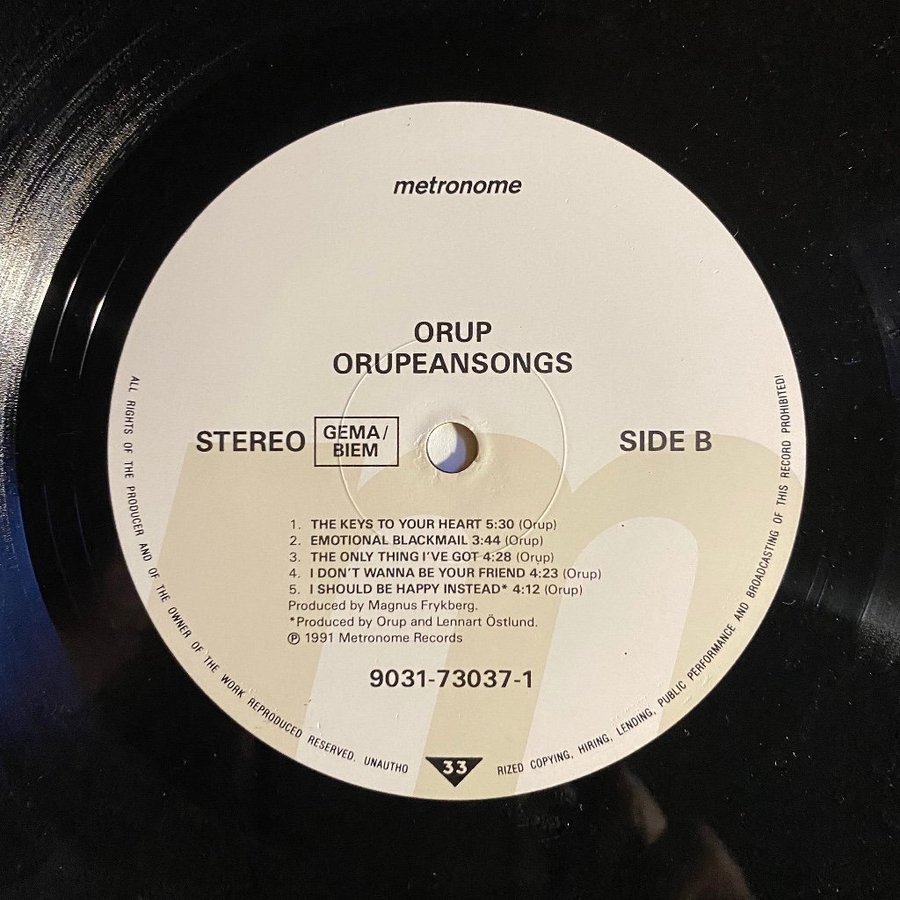 metronome
ORUP
ORUPEANSONGS
STEREO GEMA/ BIEM SIDE B
1. THE KEYS TO YOUR HEART 5:30 (Orup)
2. EMOTIONAL BLACKMAIL 3:44 (Orup)
3. THE ONLY THING I'VE GOT 4:28 (Orup)
4. I DON'T WANNA BE YOUR FRIEND 4:23 (Orup)
5. I SHOULD BE HAPPY INSTEAD* 4:12 (Orup)
Produced by Magnus Frykberg.
*Produced by Orup and Lennart Östlund.
℗ 1991 Metronome Records
9031-73037-1
ALL RIGHTS OF THE PRODUCER AND OF THE OWNER OF THE WORK REPRODUCED RESERVED. UNAUTHO
33
RIZED COPYING, HIRING, LENDING, PUBLIC PERFORMANCE AND BROADCASTING OF THIS RECORD PROHIBITED!